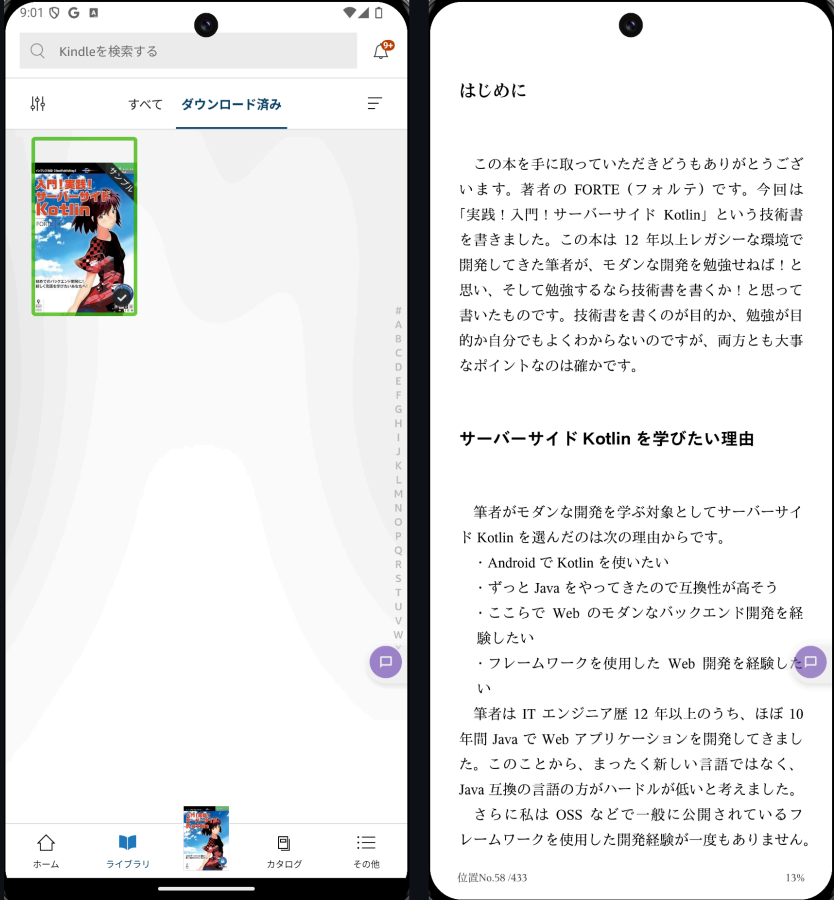 9:01
Kindleを検索する
9+
すべて
ダウンロード済み
サンプル
入門！実践！
サーバーサイド
Kotlin
#
A
B
C
D
E
F
G
H
I
J
K
L
M
N
O
P
Q
R
S
T
U
V
W
ホーム
ライブラリ
カタログ
その他
はじめに
この本を手に取っていただきどうもありがとうござ
います。著者の FORTE（フォルテ）です。今回は
「実践！入門！サーバーサイド Kotlin」という技術書
を書きました。この本は 12 年以上レガシーな環境で
開発してきた筆者が、モダンな開発を勉強せねば！と
思い、そして勉強するなら技術書を書くか！と思って
書いたものです。技術書を書くのが目的か、勉強が目
的か自分でもよくわからないのですが、両方とも大事
なポイントなのは確かです。
サーバーサイド Kotlin を学びたい理由
筆者がモダンな開発を学ぶ対象としてサーバーサイ
ド Kotlin を選んだのは次の理由からです。
・Android で Kotlin を使いたい
・ずっと Java をやってきたので互換性が高そう
・ここらで Web のモダンなバックエンド開発を経
験したい
・フレームワークを使用した Web 開発を経験した
い
筆者は IT エンジニア歴 12 年以上のうち、ほぼ 10
年間 Java で Web アプリケーションを開発してきまし
た。このことから、まったく新しい言語ではなく、
Java 互換の言語の方がハードルが低いと考えました。
さらに私は OSS などで一般に公開されているフ
レームワークを使用した開発経験が一度もありません。
位置No.58 /433
13%